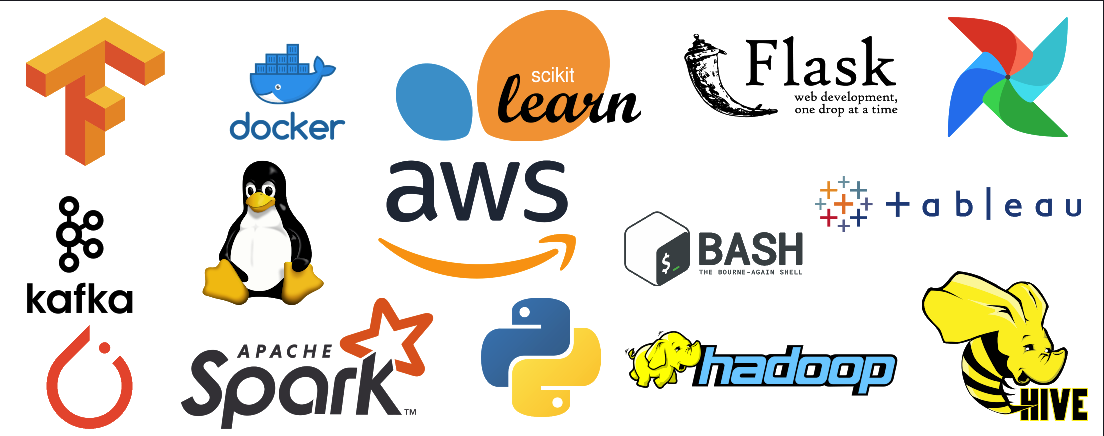 docker
scikit
learn
Flask
web development,
one drop at a time
aws
kafka
$_
BASH
THE BOURNE-AGAIN SHELL
+ableau
APACHE
Spark
TM
hadoop
HIVE